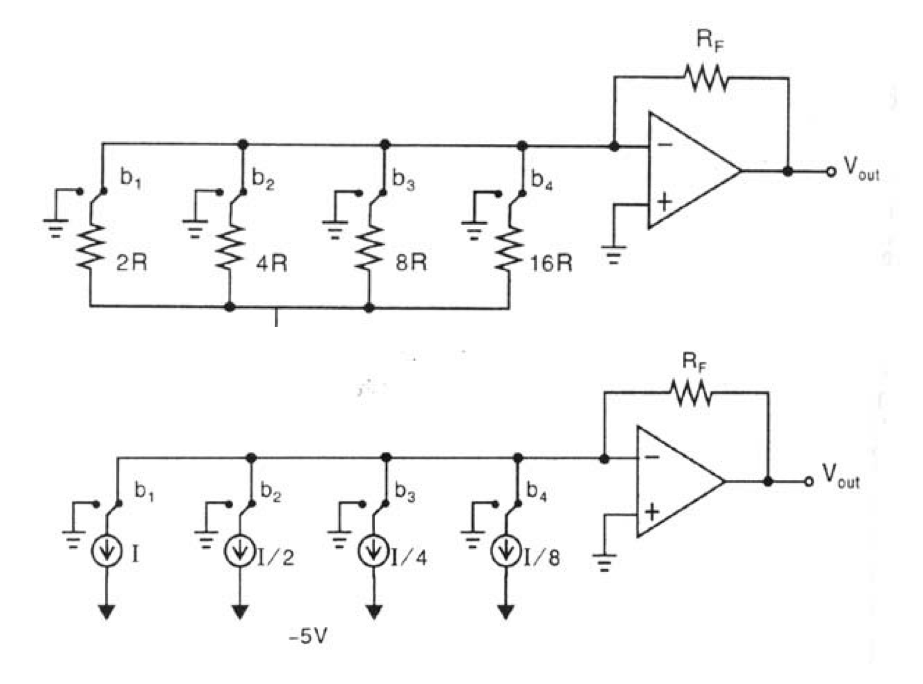 R_F
b_1 b_2 b_3 b_4
− + V_out
2R 4R 8R 16R
R_F
b_1 b_2 b_3 b_4
− + V_out
I I/2 I/4 I/8
-5V